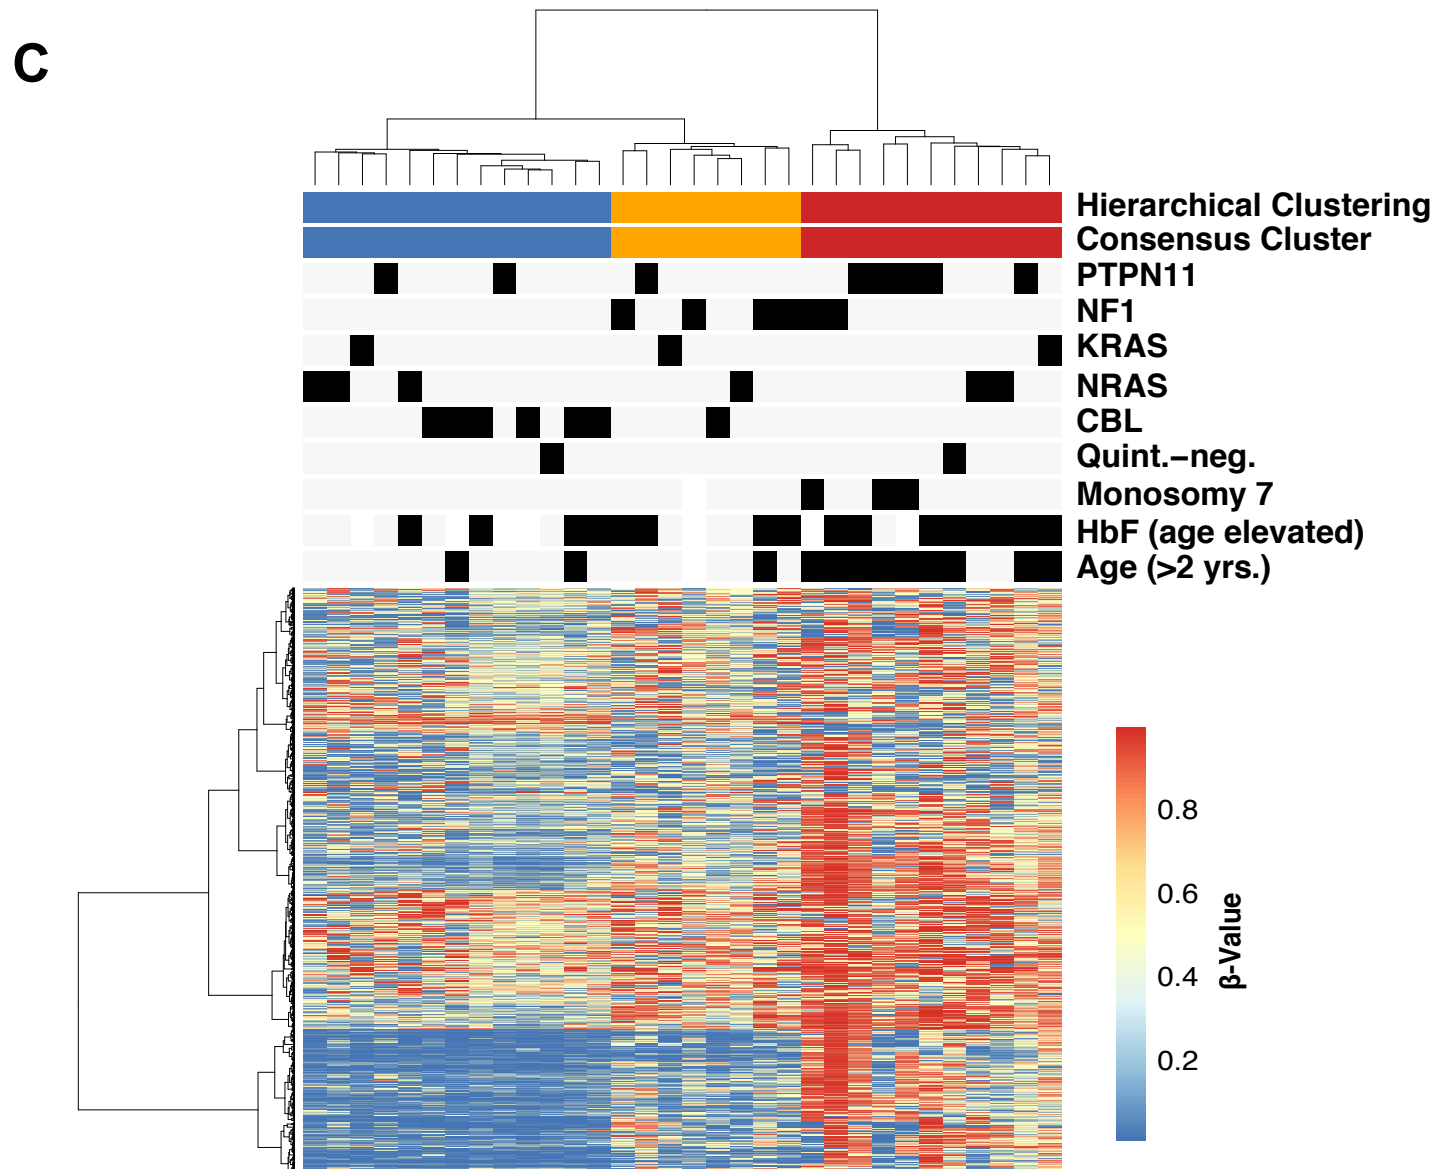 C
Hierarchical Clustering
Consensus Cluster
PTPN11
NF1
KRAS
NRAS
CBL
Quint.−neg.
Monosomy 7
HbF (age elevated)
Age (>2 yrs.)
0.8
0.6
0.4
0.2
β-Value